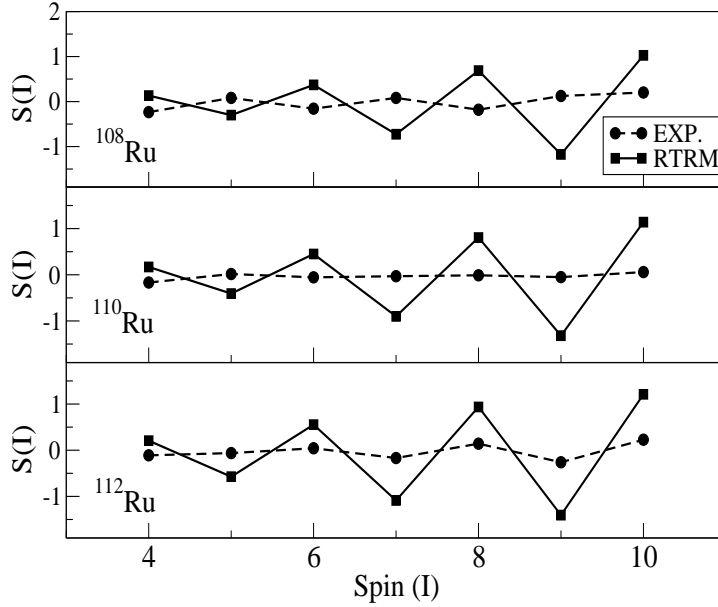 2
1
0
-1
S(I)
108Ru
EXP.
RTRM
1
0
-1
S(I)
110Ru
1
0
-1
S(I)
112Ru
4 6 8 10
Spin (I)